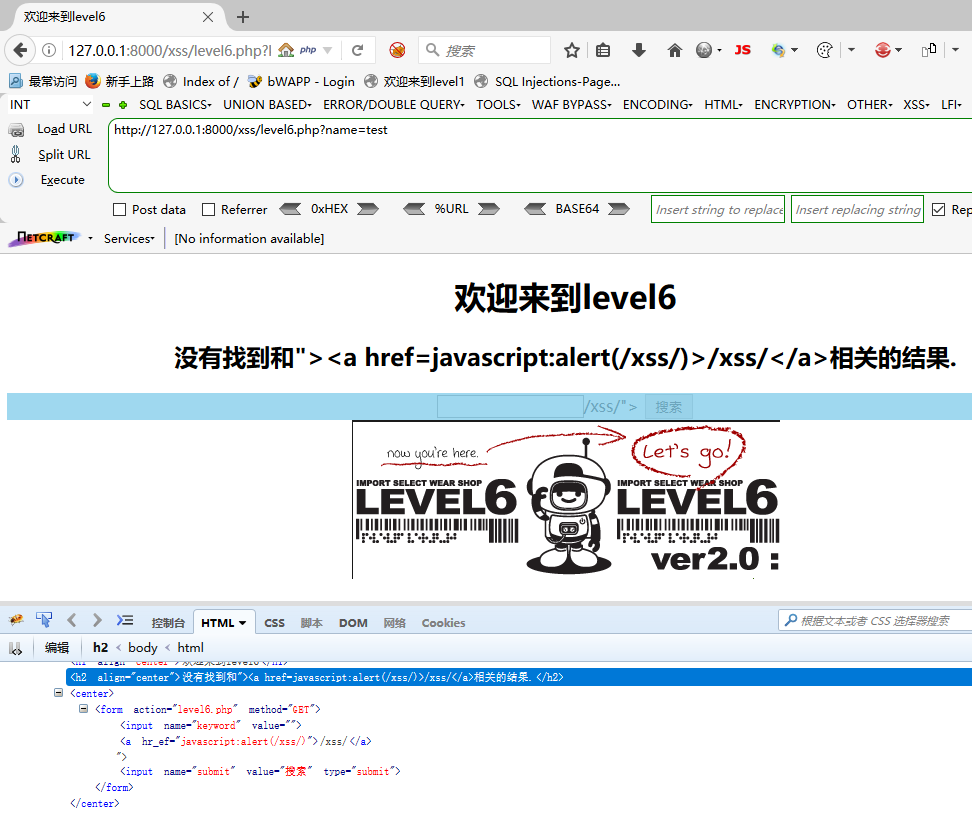 欢迎来到level6
127.0.0.1:8000/xss/level6.php?l
php
搜索
JS
最常访问 新手上路 Index of / bWAPP - Login 欢迎来到level1 SQL Injections-Page...
INT SQL BASICS UNION BASED ERROR/DOUBLE QUERY TOOLS WAF BYPASS ENCODING HTML ENCRYPTION OTHER XSS LFI
Load URL
http://127.0.0.1:8000/xss/level6.php?name=test
Split URL
Execute
Post data Referrer 0xHEX %URL BASE64 Insert string to replace Insert replacing string Rep
NETCRAFT Services [No information available]
欢迎来到level6
没有找到和"><a href=javascript:alert(/xss/)>/xss/</a>相关的结果.
/xss/"> 搜索
now you're here. Let's go!
IMPORT SELECT WEAR SHOP IMPORT SELECT WEAR SHOP
LEVEL6 LEVEL6
ver2.0 :
控制台 HTML CSS 脚本 DOM 网络 Cookies 根据文本或者 CSS 选择器搜索
编辑 h2 < body < html
<h1 align="center">欢迎来到level6</h1>
<h2 align="center">没有找到和"><a href=javascript:alert(/xss/)>/xss/</a>相关的结果.</h2>
<center>
<form action="level6.php" method="GET">
<input name="keyword" value="">
<a hr_ef="javascript:alert(/xss/)">/xss/</a>
">
<input name="submit" value="搜索" type="submit">
</form>
</center>